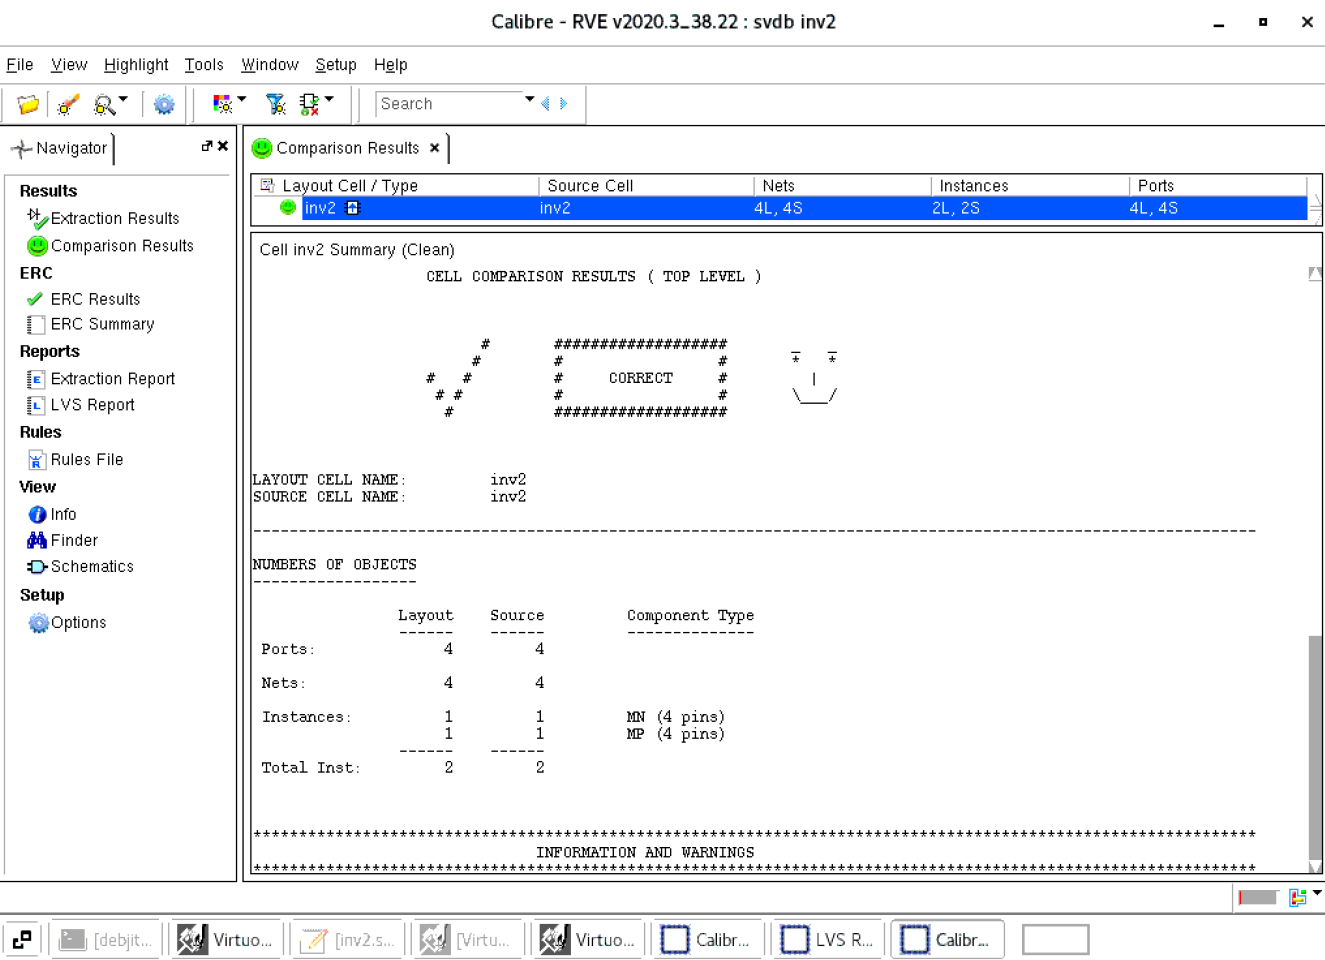 Calibre - RVE v2020.3_38.22 : svdb inv2
File View Highlight Tools Window Setup Help
Search
Navigator
Results
Extraction Results
Comparison Results
ERC
ERC Results
ERC Summary
Reports
Extraction Report
LVS Report
Rules
Rules File
View
Info
Finder
Schematics
Setup
Options
Comparison Results
Layout Cell / Type Source Cell Nets Instances Ports
inv2 inv2 4L, 4S 2L, 2S 4L, 4S
Cell inv2 Summary (Clean)
CELL COMPARISON RESULTS ( TOP LEVEL )
# ################### _ _
# # # * *
# # # CORRECT # |
# # # # \___/
# ###################
LAYOUT CELL NAME: inv2
SOURCE CELL NAME: inv2
--------------------------------------------------------------------------------------------------------------
NUMBERS OF OBJECTS
------------------
Layout Source Component Type
------ ------ --------------
Ports: 4 4
Nets: 4 4
Instances: 1 1 MN (4 pins)
1 1 MP (4 pins)
------ ------
Total Inst: 2 2
**************************************************************************************************************
INFORMATION AND WARNINGS
**************************************************************************************************************
[debjit... Virtuo... [inv2.s... [Virtu... Virtuo... Calibr... LVS R... Calibr...